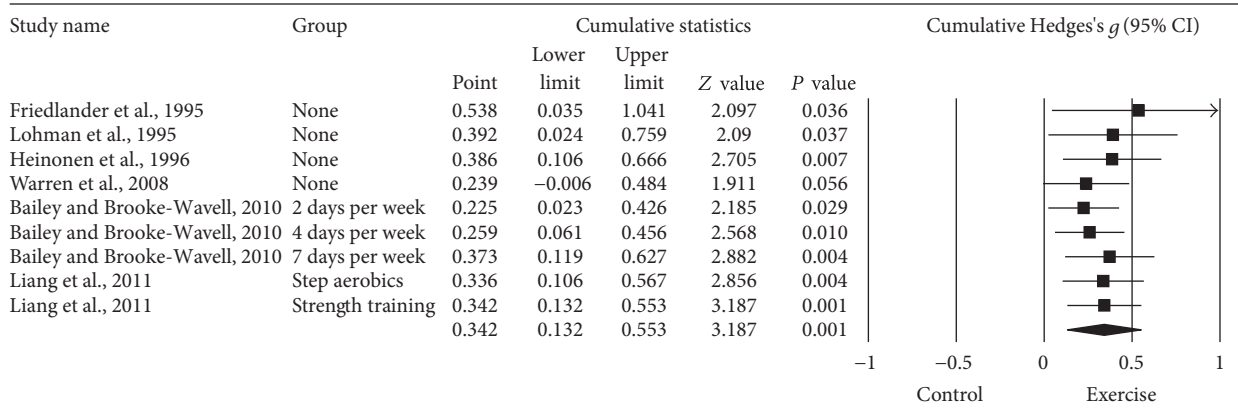 Study name Group Cumulative statistics Cumulative Hedges's g (95% CI)
Lower Upper
Point limit limit Z value P value
Friedlander et al., 1995 None 0.538 0.035 1.041 2.097 0.036
Lohman et al., 1995 None 0.392 0.024 0.759 2.09 0.037
Heinonen et al., 1996 None 0.386 0.106 0.666 2.705 0.007
Warren et al., 2008 None 0.239 −0.006 0.484 1.911 0.056
Bailey and Brooke-Wavell, 2010 2 days per week 0.225 0.023 0.426 2.185 0.029
Bailey and Brooke-Wavell, 2010 4 days per week 0.259 0.061 0.456 2.568 0.010
Bailey and Brooke-Wavell, 2010 7 days per week 0.373 0.119 0.627 2.882 0.004
Liang et al., 2011 Step aerobics 0.336 0.106 0.567 2.856 0.004
Liang et al., 2011 Strength training 0.342 0.132 0.553 3.187 0.001
0.342 0.132 0.553 3.187 0.001
−1 −0.5 0 0.5 1
Control Exercise